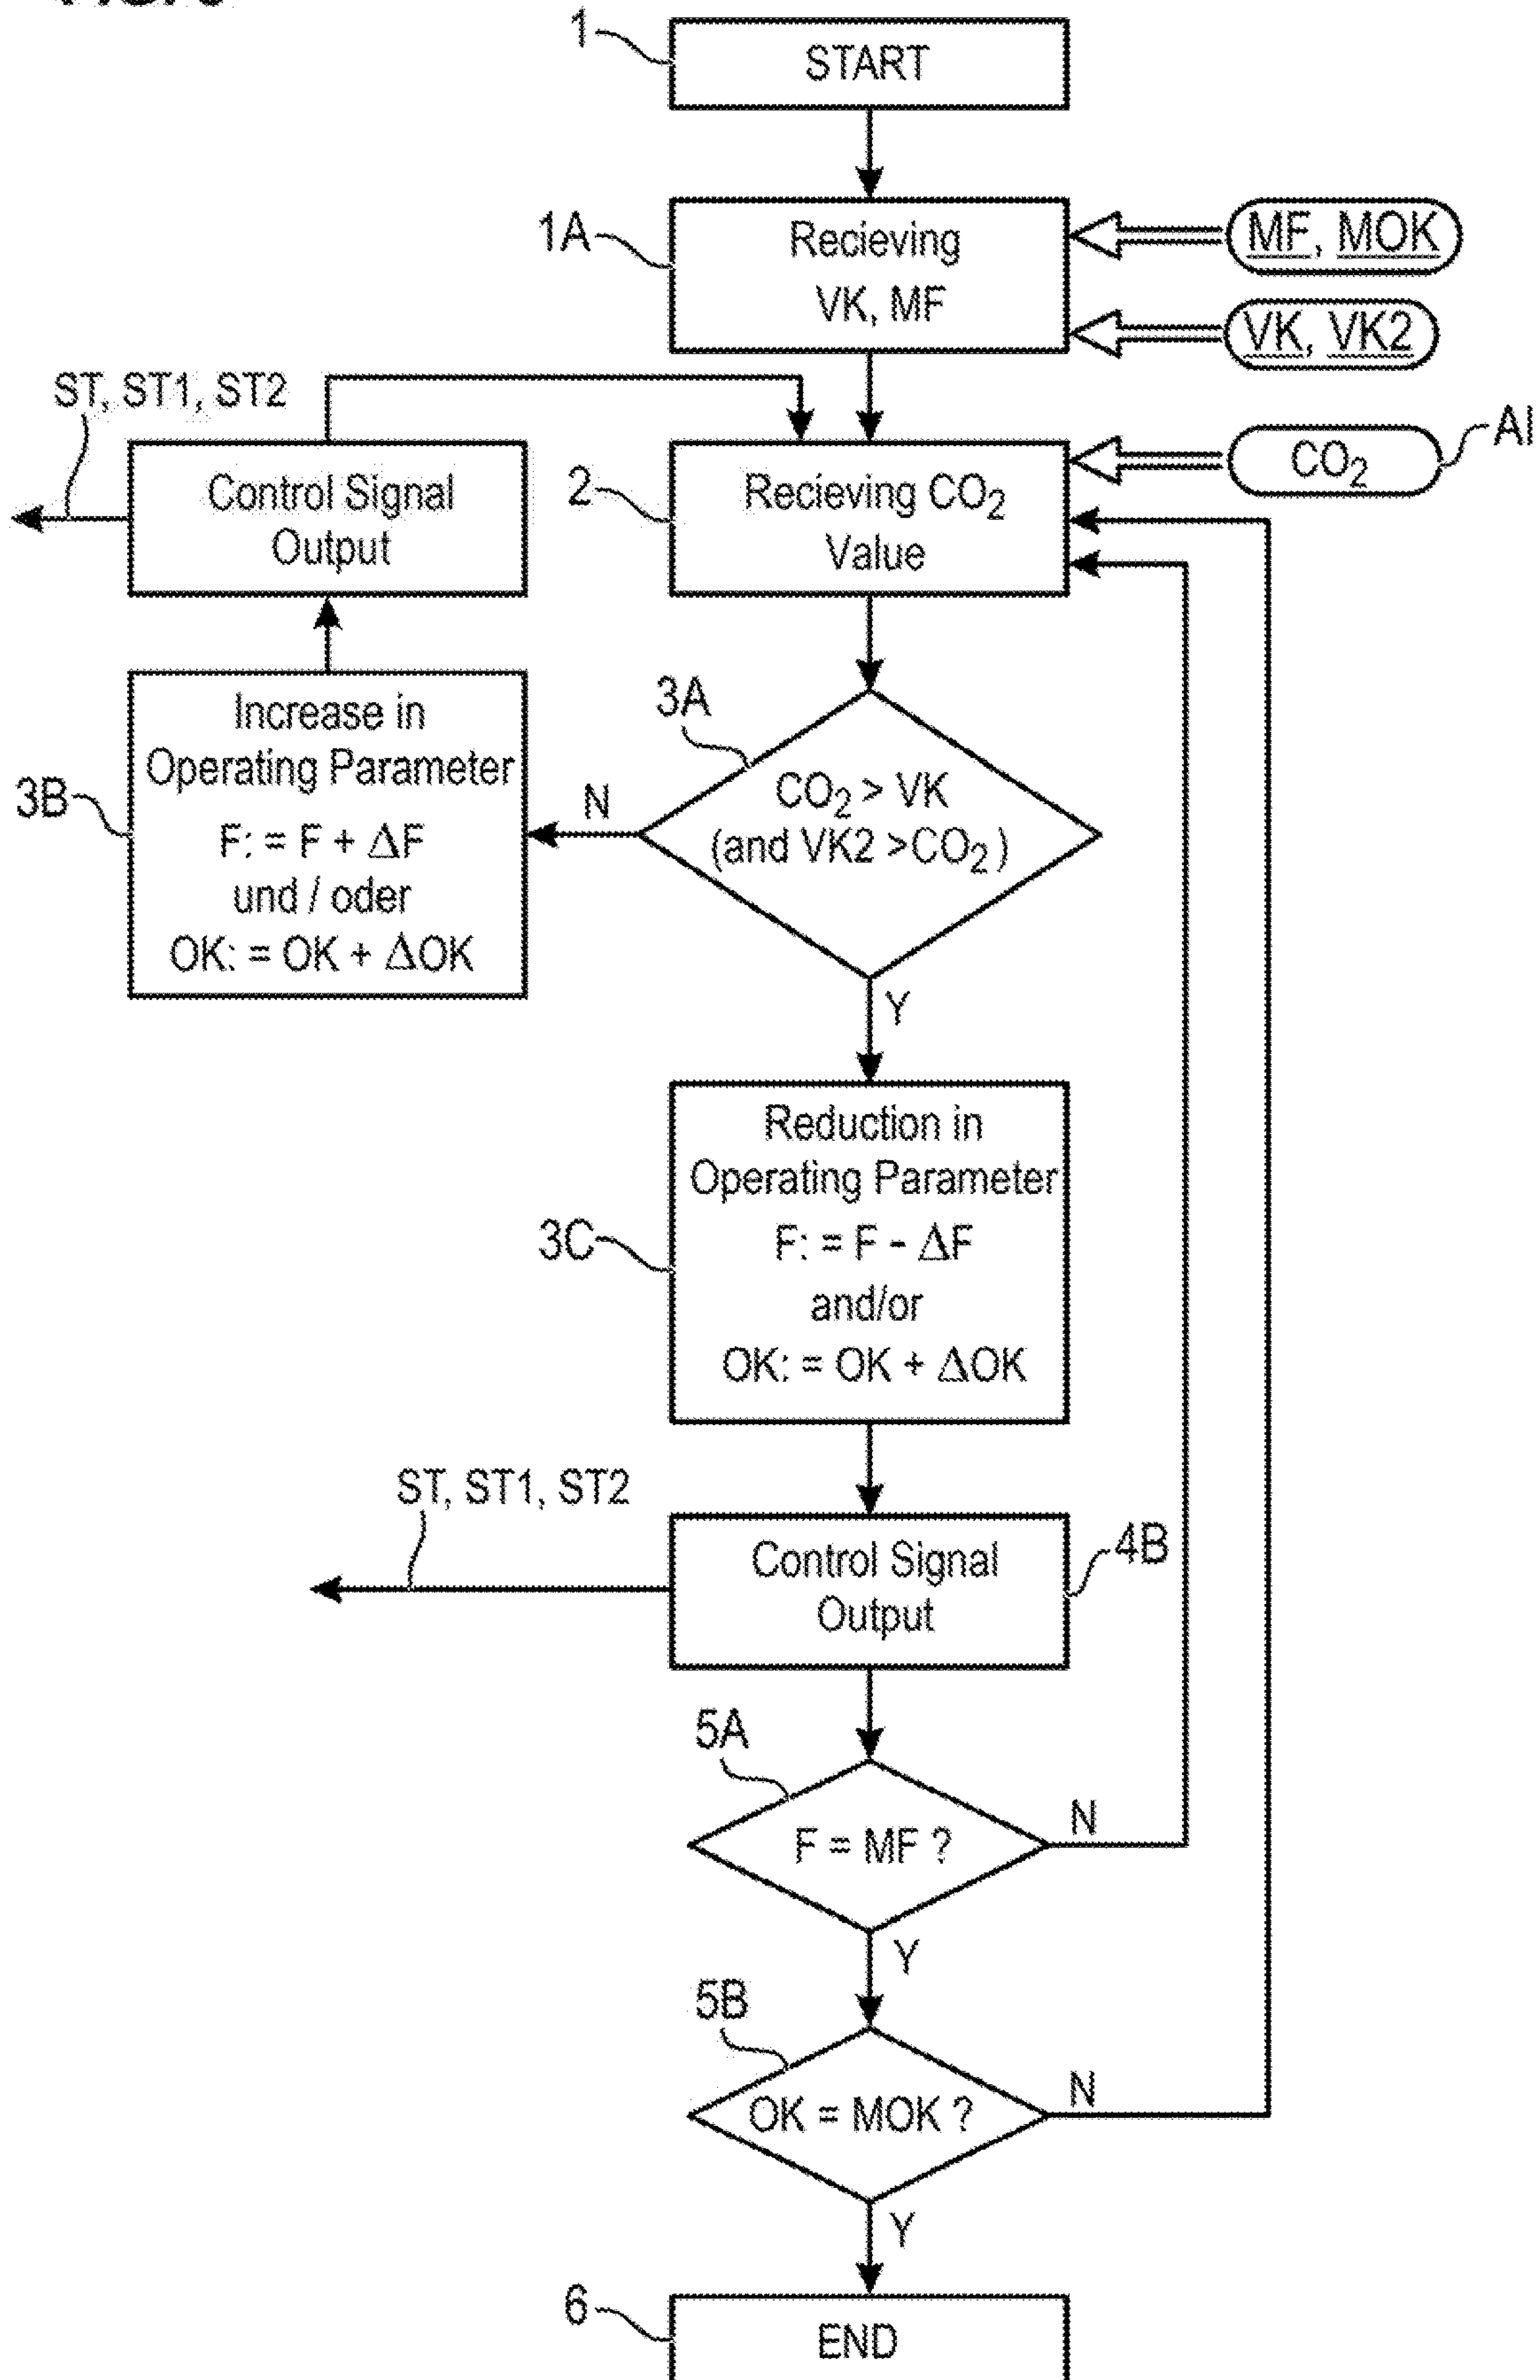 1
START
1A
Recieving
VK, MF
MF, MOK
VK, VK2
ST, ST1, ST2
Control Signal
Output
2
Recieving CO₂
Value
CO₂
AI
3A
CO₂ > VK
(and VK2 >CO₂ )
N
Y
3B
Increase in
Operating Parameter
F: = F + ΔF
und / oder
OK: = OK + ΔOK
3C
Reduction in
Operating Parameter
F: = F - ΔF
and/or
OK: = OK + ΔOK
ST, ST1, ST2
Control Signal
Output
4B
5A
F = MF ?
N
Y
5B
OK = MOK ?
N
Y
6
END